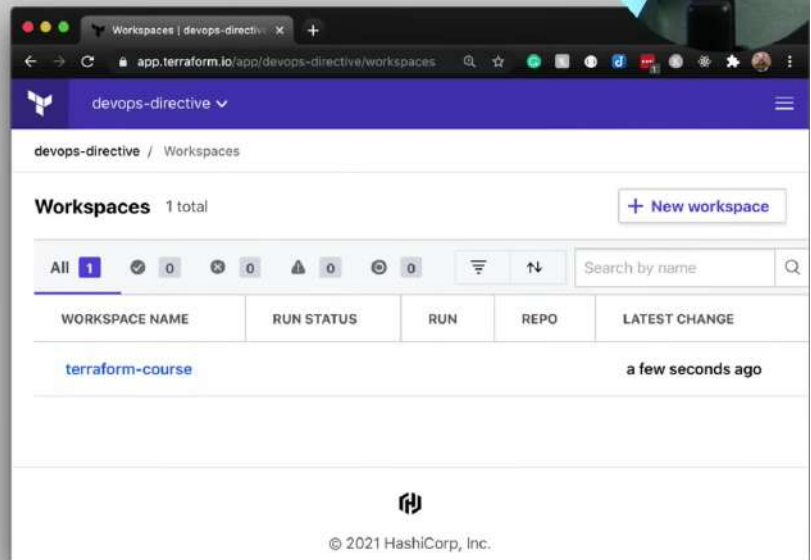 Workspaces | devops-directiv
app.terraform.io/app/devops-directive/workspaces
devops-directive
devops-directive / Workspaces
Workspaces 1 total
+ New workspace
All 1 0 0 0 0
Search by name
WORKSPACE NAME RUN STATUS RUN REPO LATEST CHANGE
terraform-course a few seconds ago
© 2021 HashiCorp, Inc.